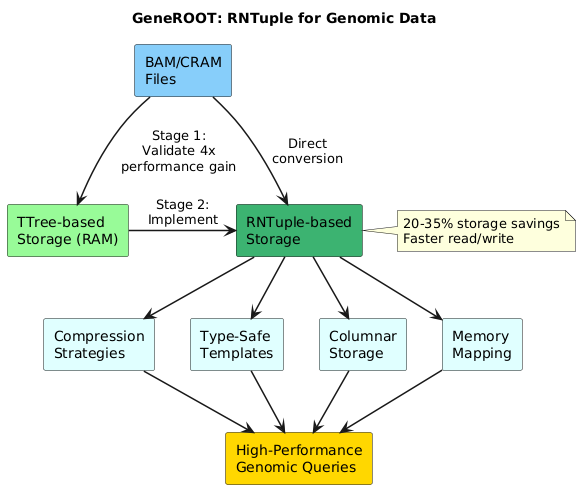 GeneROOT: RNTuple for Genomic Data
BAM/CRAM
Files
Stage 1:
Validate 4x
performance gain
Direct
conversion
TTree-based
Storage (RAM)
Stage 2:
Implement
RNTuple-based
Storage
20-35% storage savings
Faster read/write
Compression
Strategies
Type-Safe
Templates
Columnar
Storage
Memory
Mapping
High-Performance
Genomic Queries